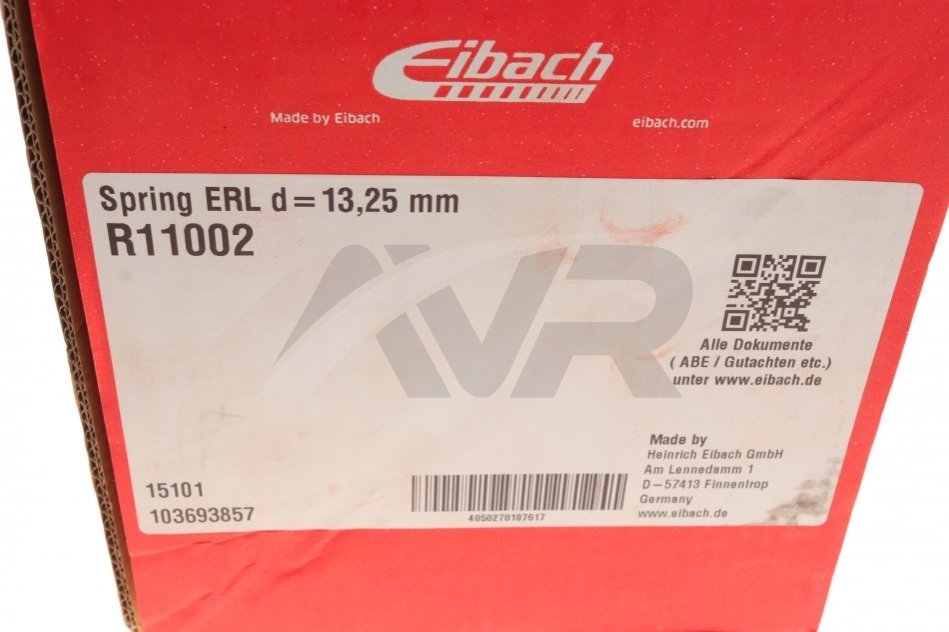 Eibach
Made by Eibach
eibach.com
Spring ERL d=13,25 mm
R11002
AVR
Alle Dokumente
( ABE / Gutachten etc.)
unter www.eibach.de
Made by
Heinrich Eibach GmbH
Am Lennedamm 1
D-57413 Finnentrop
Germany
www.eibach.de
15101
103693857
4050278107617